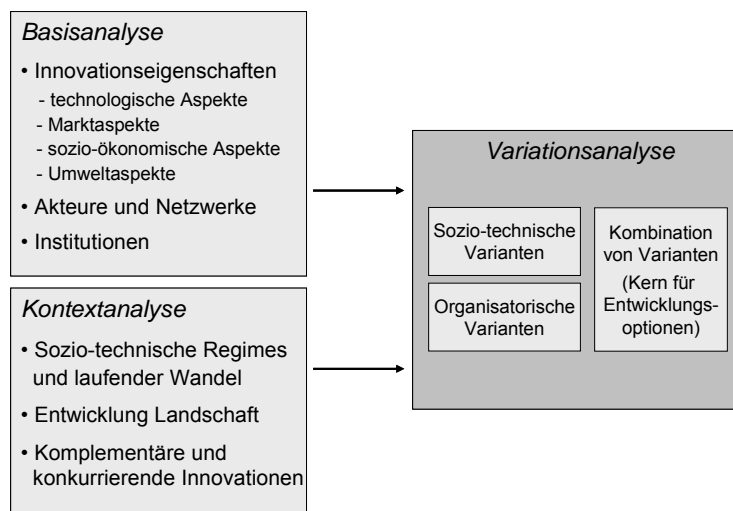 Basisanalyse
• Innovationseigenschaften
- technologische Aspekte
- Marktaspekte
- sozio-ökonomische Aspekte
- Umweltaspekte
• Akteure und Netzwerke
• Institutionen
Kontextanalyse
• Sozio-technische Regimes
und laufender Wandel
• Entwicklung Landschaft
• Komplementäre und
konkurrierende Innovationen
Variationsanalyse
Sozio-technische
Varianten
Organisatorische
Varianten
Kombination
von Varianten
(Kern für
Entwicklungs-
optionen)